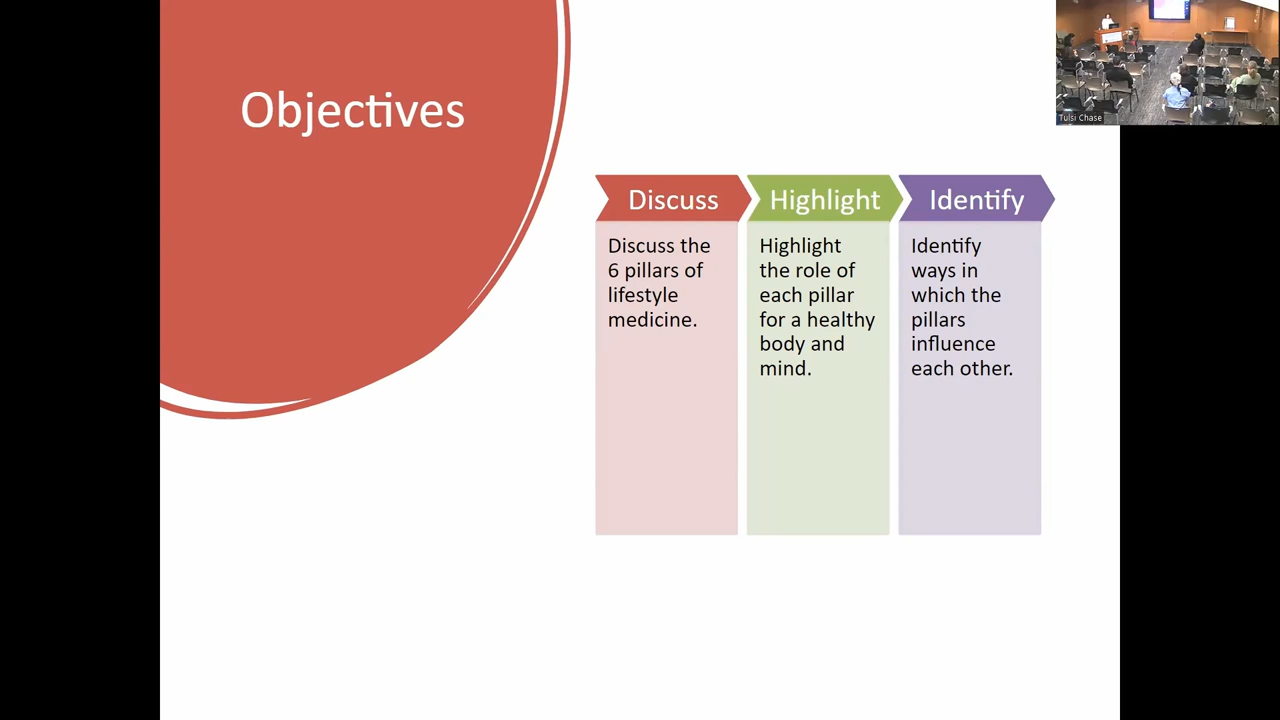 Objectives
Tulsi Chase
Discuss
Discuss the
6 pillars of
lifestyle
medicine.
Highlight
Highlight
the role of
each pillar
for a healthy
body and
mind.
Identify
Identify
ways in
which the
pillars
influence
each other.